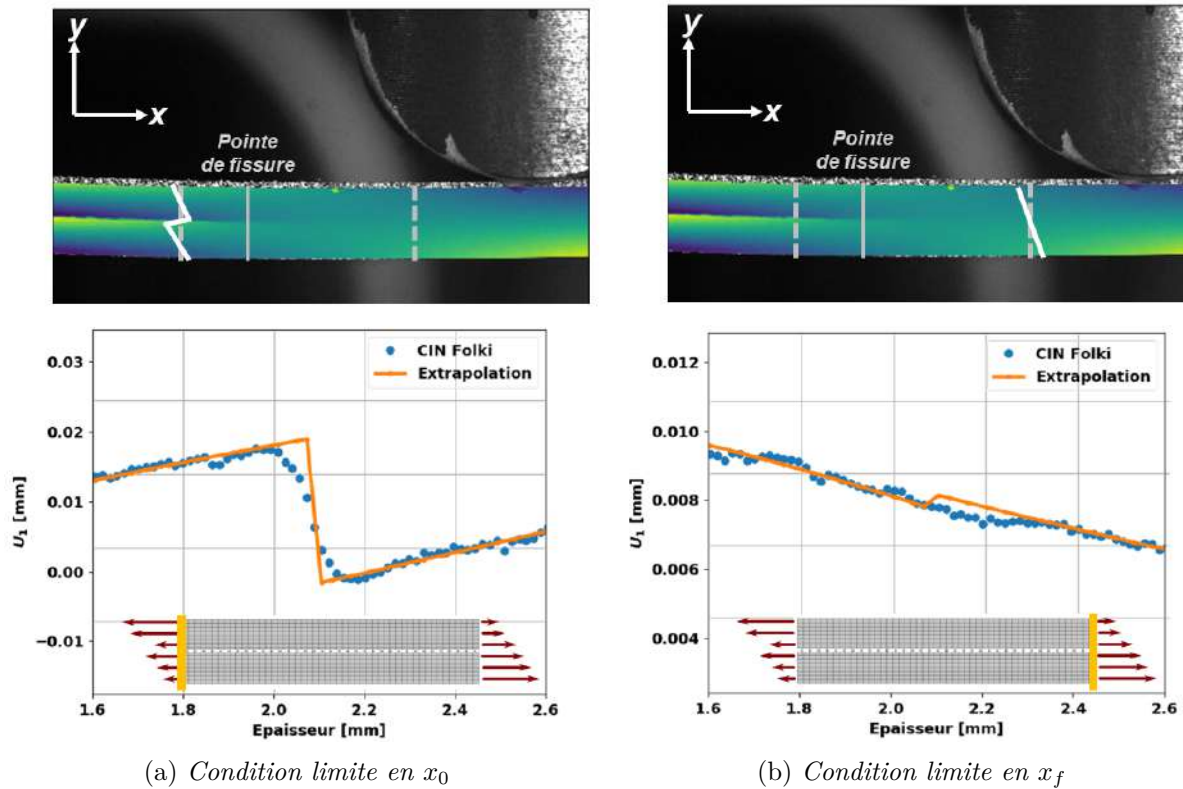 y
x
Pointe
de fissure
y
x
Pointe
de fissure
0.03
0.02
0.01
0.00
−0.01
U₁ [mm]
CIN Folki
Extrapolation
1.6 1.8 2.0 2.2 2.4 2.6
Epaisseur [mm]
0.012
0.010
0.008
0.006
0.004
U₁ [mm]
CIN Folki
Extrapolation
1.6 1.8 2.0 2.2 2.4 2.6
Epaisseur [mm]
(a) Condition limite en x₀
(b) Condition limite en x_f